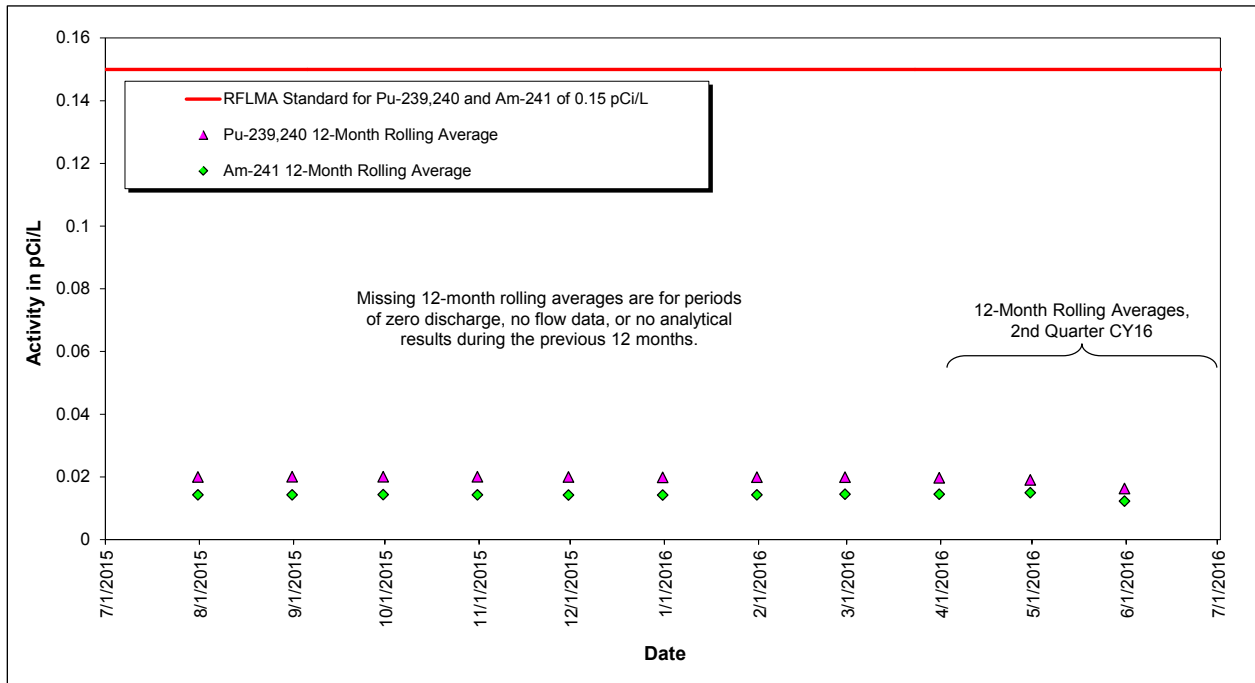 0.16
0.14
0.12
0.1
0.08
0.06
0.04
0.02
0
Activity in pCi/L
RFLMA Standard for Pu-239,240 and Am-241 of 0.15 pCi/L
Pu-239,240 12-Month Rolling Average
Am-241 12-Month Rolling Average
Missing 12-month rolling averages are for periods
of zero discharge, no flow data, or no analytical
results during the previous 12 months.
12-Month Rolling Averages,
2nd Quarter CY16
7/1/2015
8/1/2015
9/1/2015
10/1/2015
11/1/2015
12/1/2015
1/1/2016
2/1/2016
3/1/2016
4/1/2016
5/1/2016
6/1/2016
7/1/2016
Date